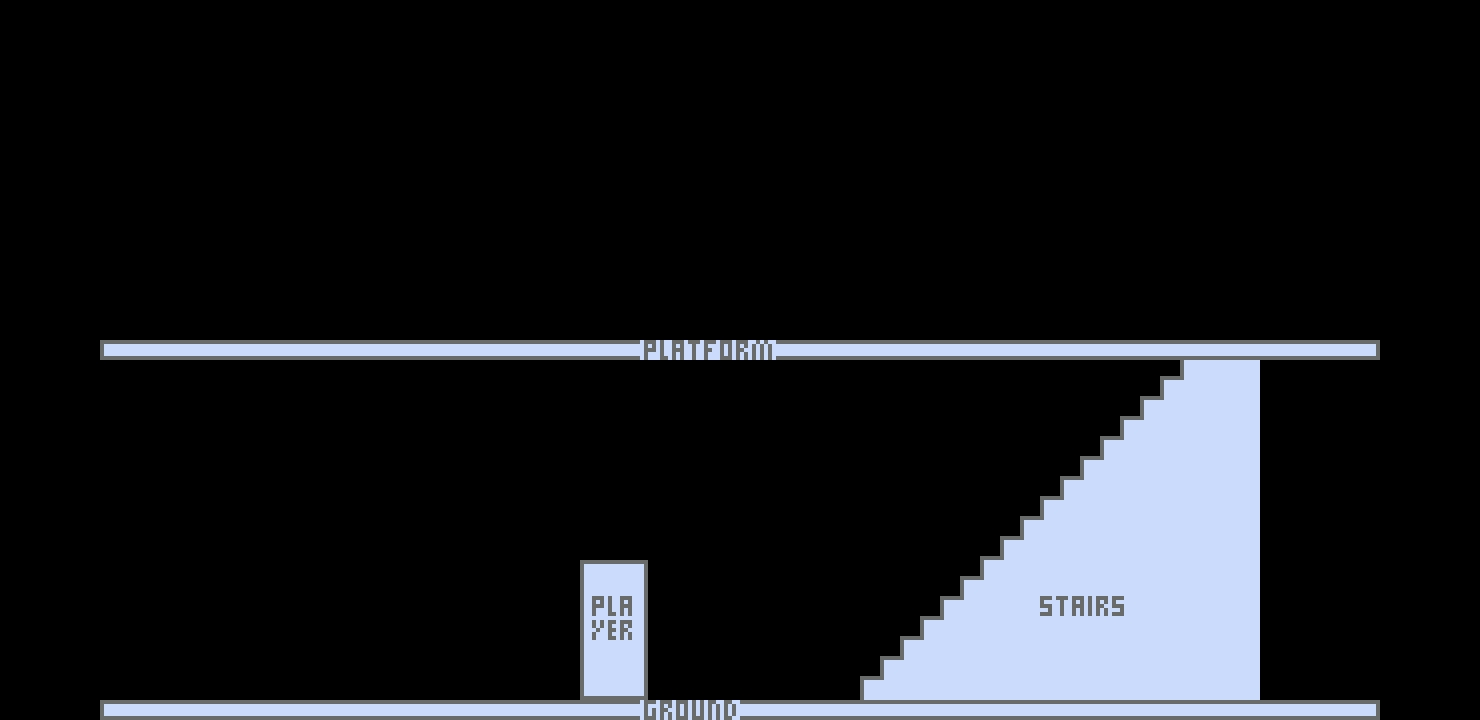 PLATFORM
PLA
YER
STAIRS
GROUND